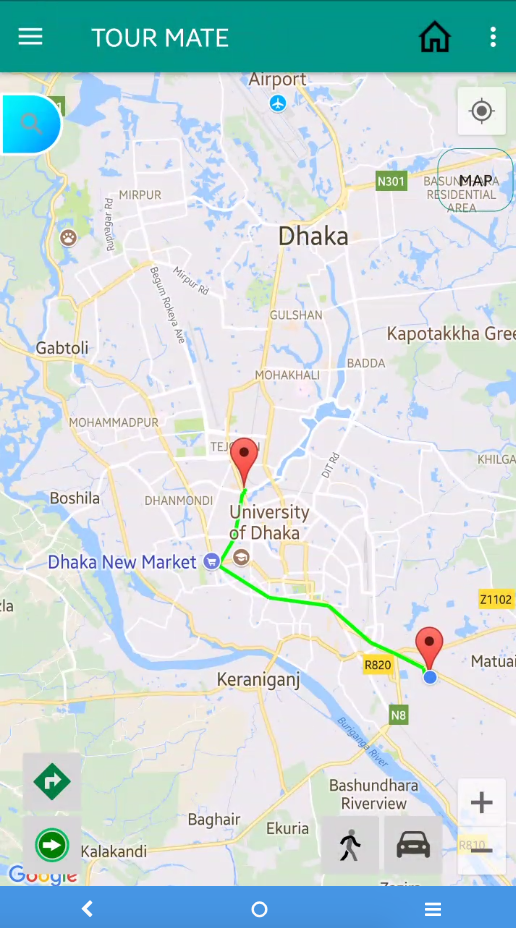 TOUR MATE
Airport
N301
MAP
RESIDENTIAL
AREA
MIRPUR
Rupnagar Rd
Dhaka
Mirpur Rd
Begum Rokeya Ave
GULSHAN
Kapotakkha Gree
Gabtoli
BADDA
MOHAKHALI
MOHAMMADPUR
KHILGA
DIT Rd
Boshila
DHANMONDI
University
of Dhaka
Dhaka New Market
Z1102
R820
Matuai
Keraniganj
N8
Buriganga River
Bashundhara
Riverview
Baghair
Ekuria
Kalakandi
R810
Google